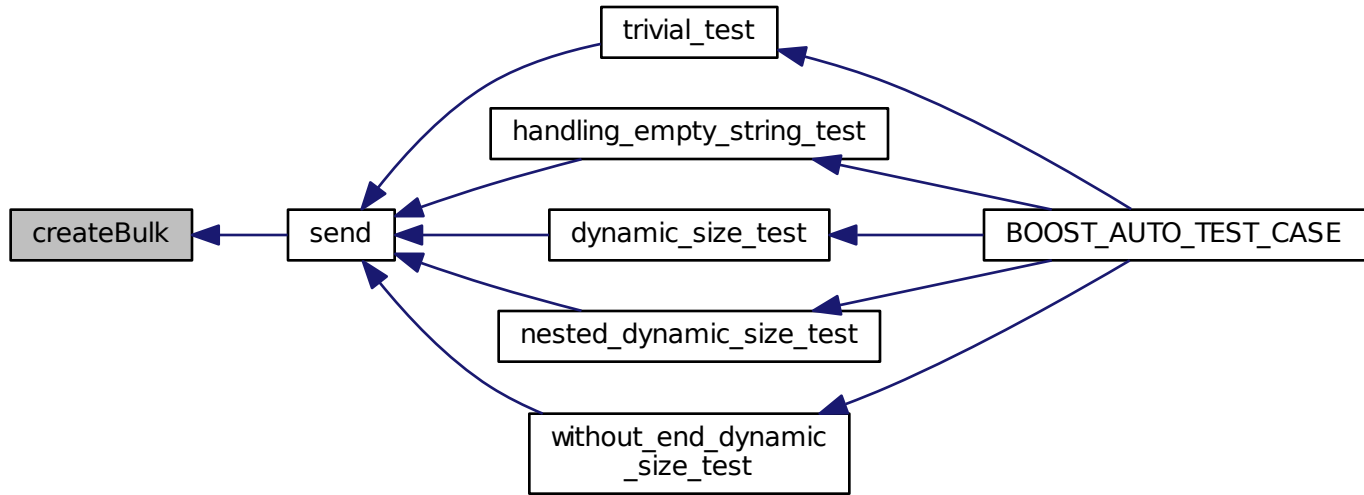 trivial_test
handling_empty_string_test
createBulk
send
dynamic_size_test
BOOST_AUTO_TEST_CASE
nested_dynamic_size_test
without_end_dynamic
_size_test